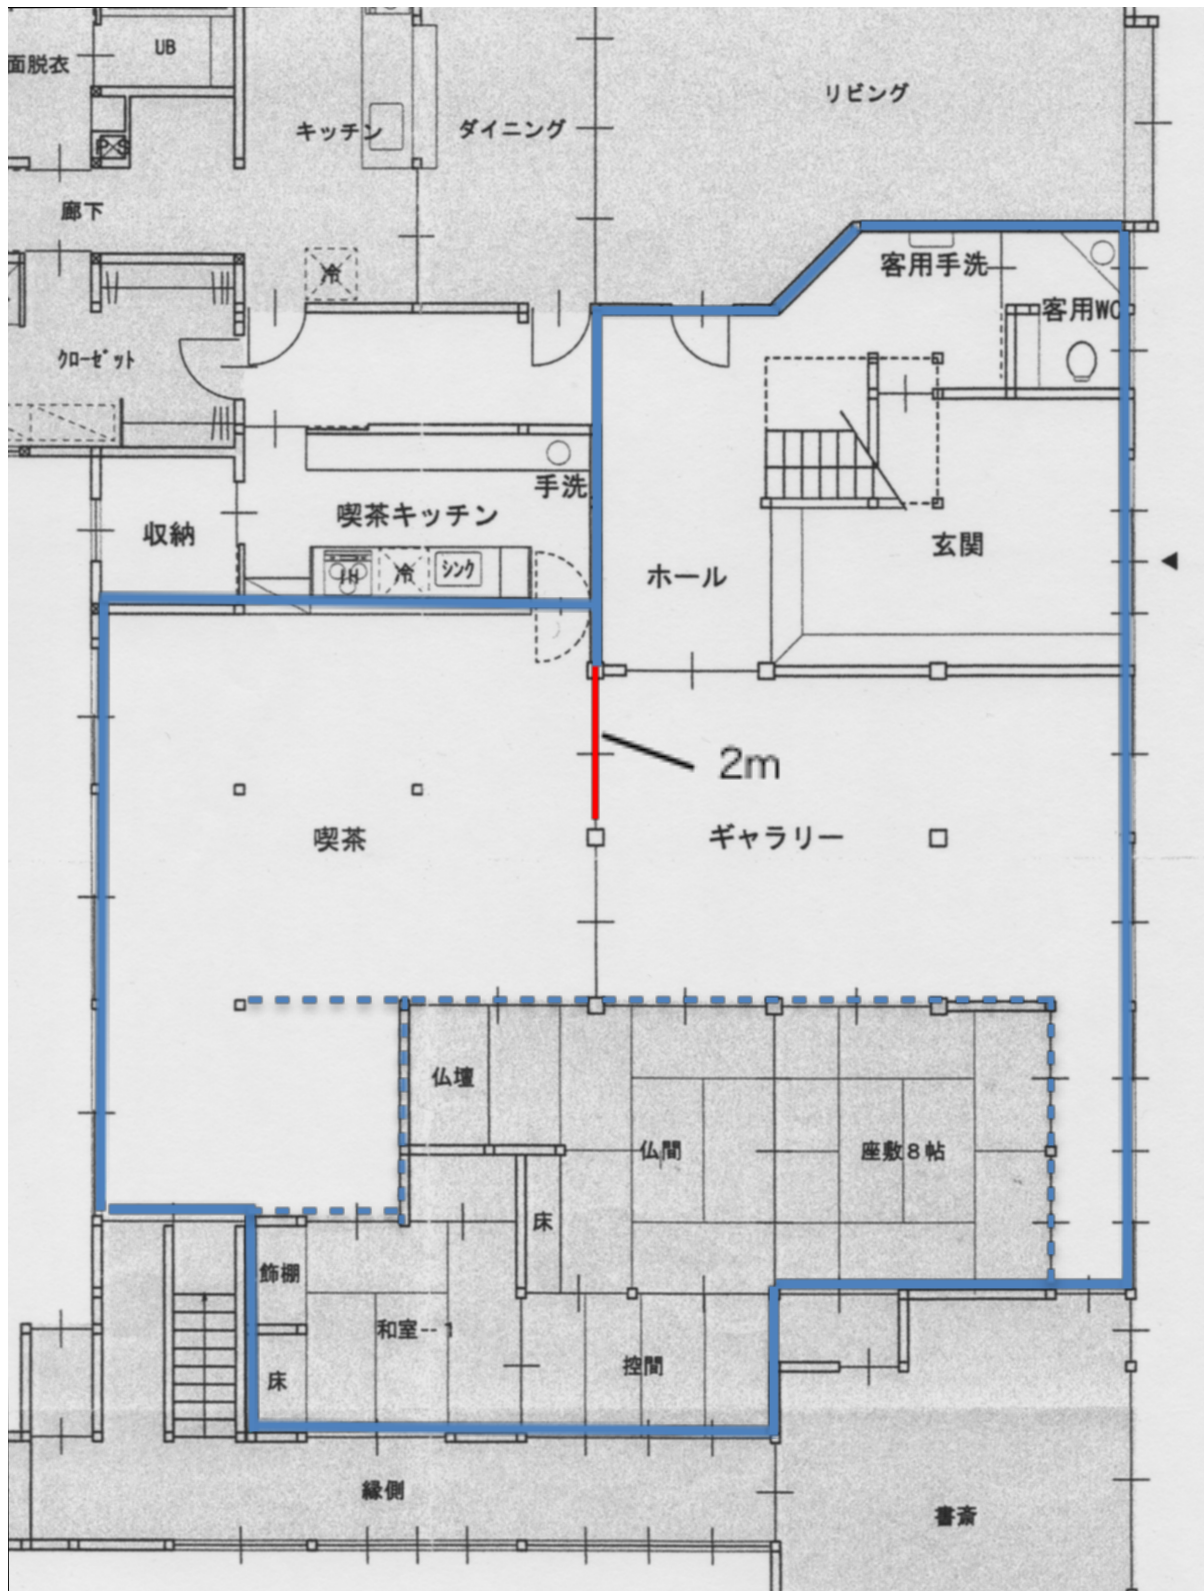 UB
面脱衣
リビング
キッチン
ダイニング
PS
廊下
冷
客用手洗
客用WC
クローゼット
手洗
喫茶キッチン
収納
玄関
IH
冷
シンク
ホール
2m
喫茶
ギャラリー
仏壇
仏間
座敷8帖
床
飾棚
和室--1
控間
床
縁側
書斎